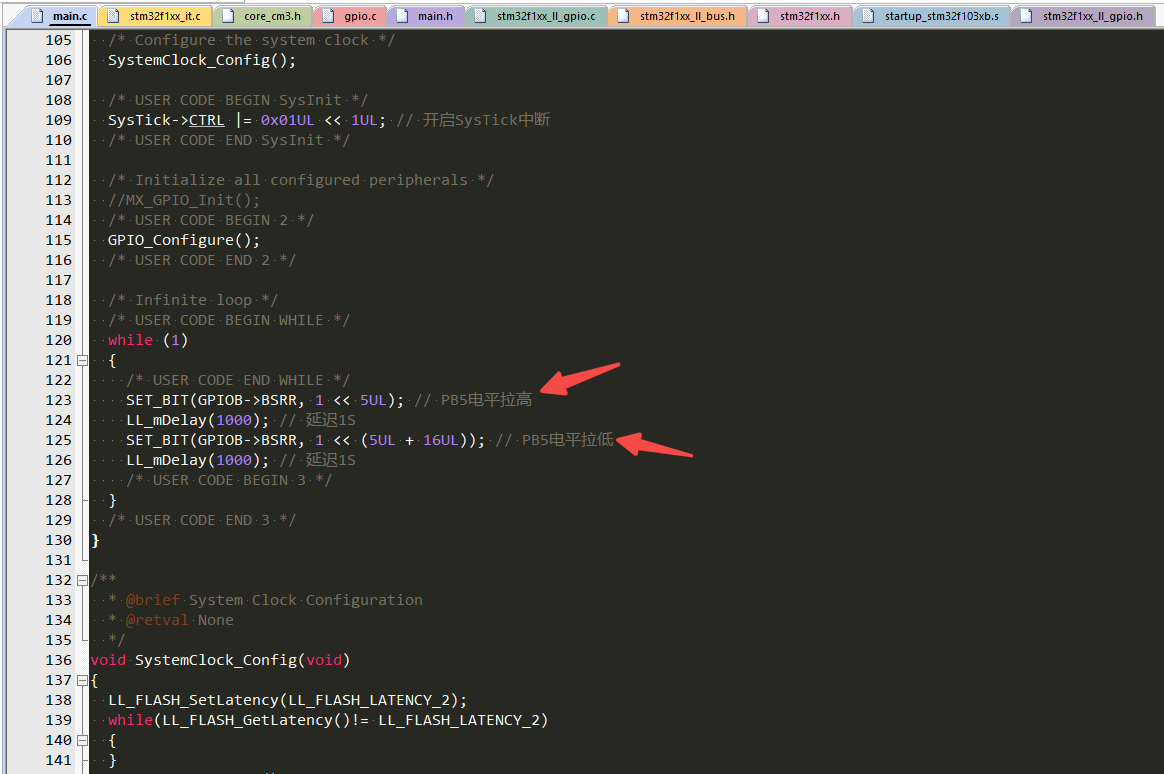 main.c stm32f1xx_it.c core_cm3.h gpio.c main.h stm32f1xx_ll_gpio.c stm32f1xx_ll_bus.h stm32f1xx.h startup_stm32f103xb.s stm32f1xx_ll_gpio.h
105 /* Configure the system clock */
106 SystemClock_Config();
107
108 /* USER CODE BEGIN SysInit */
109 SysTick->CTRL |= 0x01UL << 1UL; // 开启SysTick中断
110 /* USER CODE END SysInit */
111
112 /* Initialize all configured peripherals */
113 //MX_GPIO_Init();
114 /* USER CODE BEGIN 2 */
115 GPIO_Configure();
116 /* USER CODE END 2 */
117
118 /* Infinite loop */
119 /* USER CODE BEGIN WHILE */
120 while (1)
121 {
122 /* USER CODE END WHILE */
123 SET_BIT(GPIOB->BSRR, 1 << 5UL); // PB5电平拉高
124 LL_mDelay(1000); // 延迟1S
125 SET_BIT(GPIOB->BSRR, 1 << (5UL + 16UL)); // PB5电平拉低
126 LL_mDelay(1000); // 延迟1S
127 /* USER CODE BEGIN 3 */
128 }
129 /* USER CODE END 3 */
130 }
131
132 /**
133 * @brief System Clock Configuration
134 * @retval None
135 */
136 void SystemClock_Config(void)
137 {
138 LL_FLASH_SetLatency(LL_FLASH_LATENCY_2);
139 while(LL_FLASH_GetLatency()!= LL_FLASH_LATENCY_2)
140 {
141 }